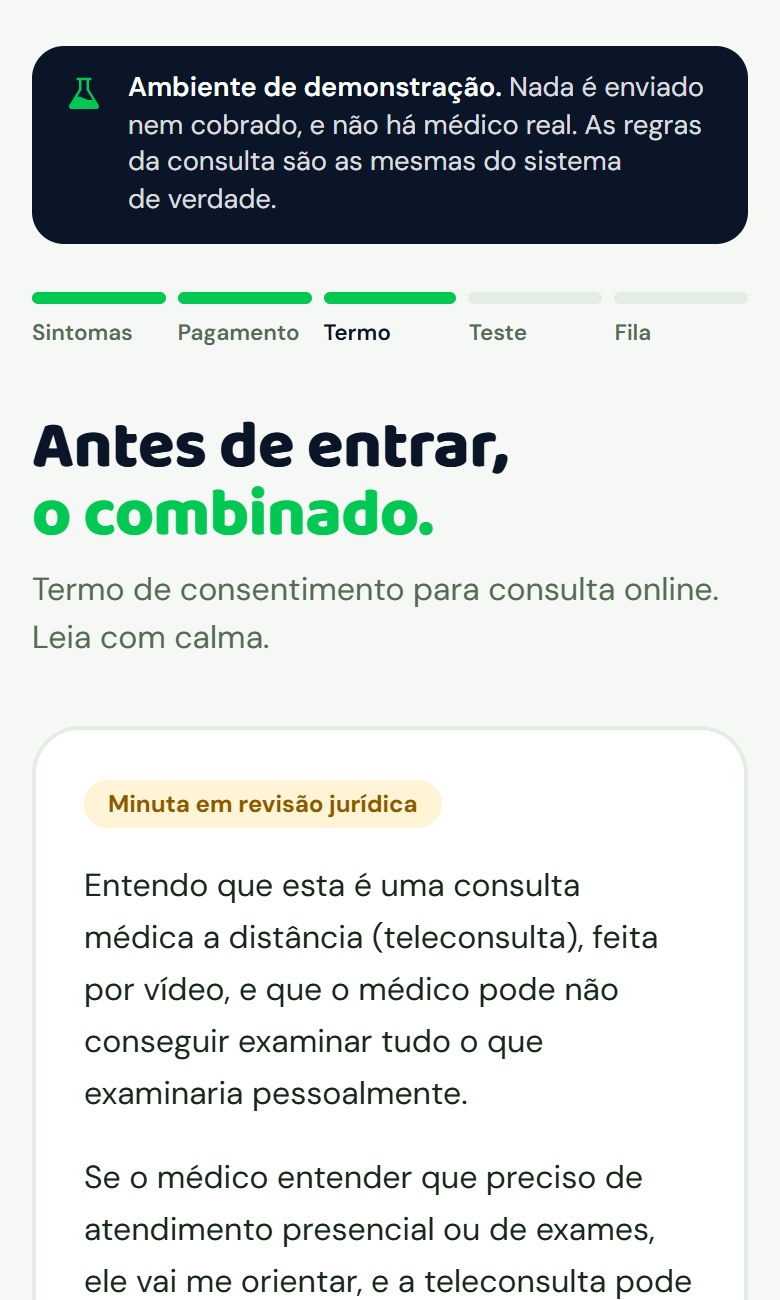 Ambiente de demonstração. Nada é enviado
nem cobrado, e não há médico real. As regras
da consulta são as mesmas do sistema
de verdade.
Sintomas
Pagamento
Termo
Teste
Fila
Antes de entrar,
o combinado.
Termo de consentimento para consulta online.
Leia com calma.
Minuta em revisão jurídica
Entendo que esta é uma consulta
médica a distância (teleconsulta), feita
por vídeo, e que o médico pode não
conseguir examinar tudo o que
examinaria pessoalmente.
Se o médico entender que preciso de
atendimento presencial ou de exames,
ele vai me orientar, e a teleconsulta pode